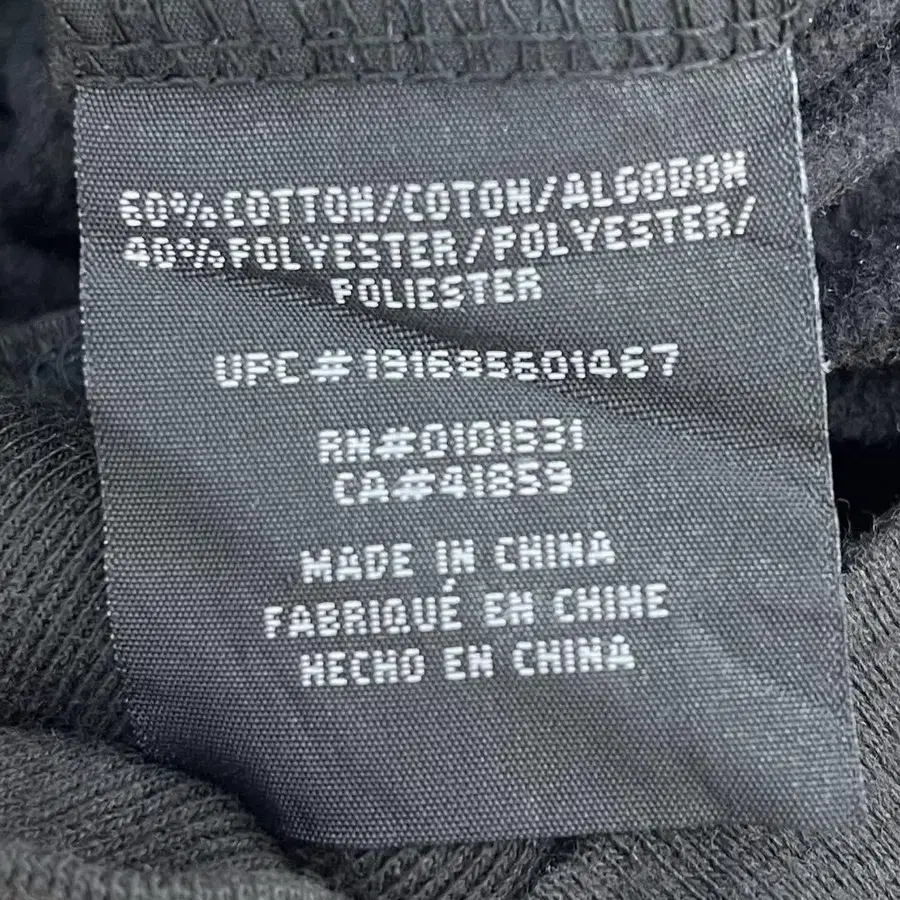 60%COTTON/COTON/ALGODON
40%POLYESTER/POLYESTER/
POLIESTER
UPC#191685601467
RN#0101531
CA#41859
MADE IN CHINA
FABRIQUÉ EN CHINE
HECHO EN CHINA